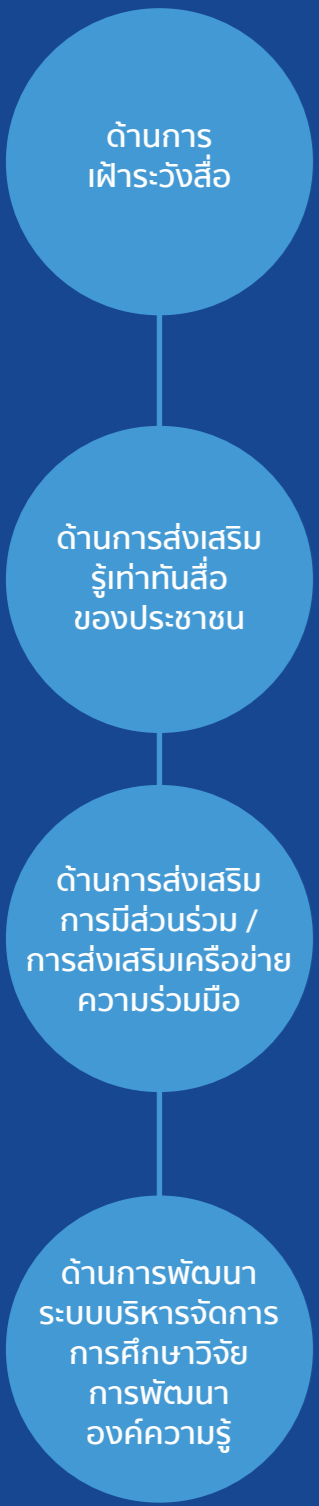 ด้านการ
เฝ้าระวังสื่อ
ด้านการส่งเสริม
รู้เท่าทันสื่อ
ของประชาชน
ด้านการส่งเสริม
การมีส่วนร่วม /
การส่งเสริมเครือข่าย
ความร่วมมือ
ด้านการพัฒนา
ระบบบริหารจัดการ
การศึกษาวิจัย
การพัฒนา
องค์ความรู้